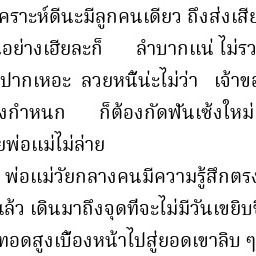 คราะห์ดีนะมีลูกคนเดียว ถึงส่งเสีย
อย่างเฮียละก็ ลำบากแน่ ไม่รว
ปากเหอะ ลวยหนี้น่ะไม่ว่า เจ้าขอ
งกำหนก ก็ต้องกัดฟันเซ้งใหม่
พ่อแม่ไม่ล่าย
พ่อแม่วัยกลางคนมีความรู้สึกตรง
ล้ว เดินมาถึงจุดที่จะไม่มีวันเขยิบ
ทอดสูงเบื้องหน้าไปสู่ยอดเขาลิบ ๆ